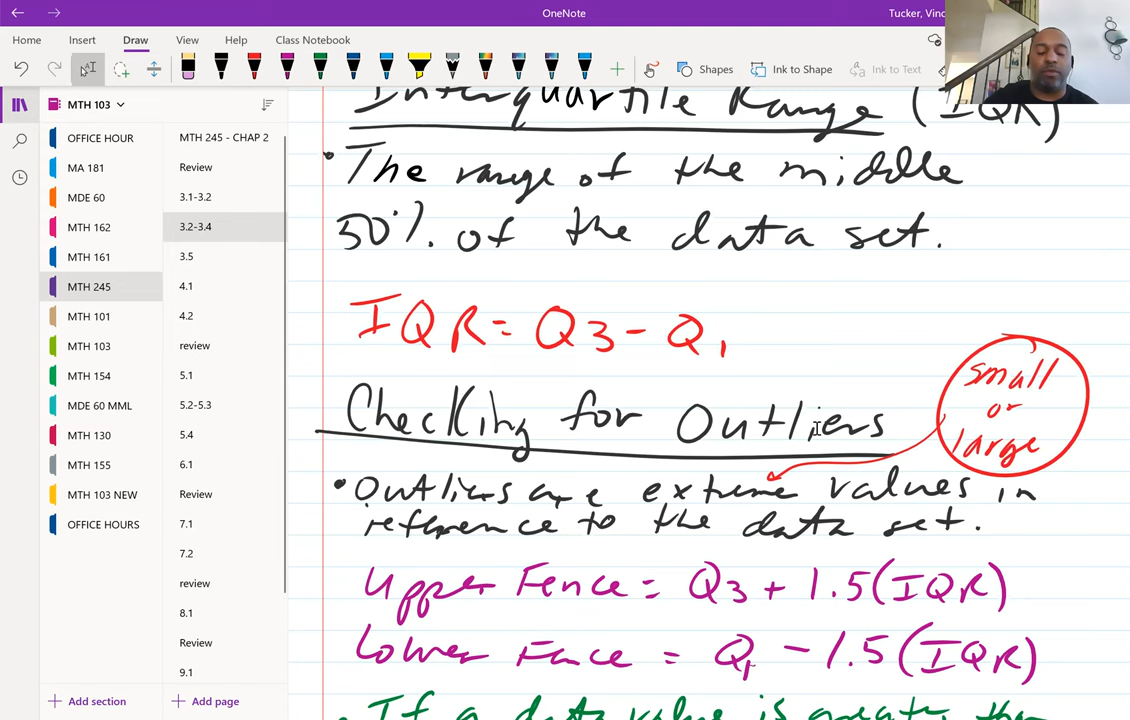 OneNote
Tucker, Vinc
Home Insert Draw View Help Class Notebook
Shapes Ink to Shape Ink to Text
MTH 103
OFFICE HOUR
MA 181
MDE 60
MTH 162
MTH 161
MTH 245
MTH 101
MTH 103
MTH 154
MDE 60 MML
MTH 130
MTH 155
MTH 103 NEW
OFFICE HOURS
Add section
MTH 245 - CHAP 2
Review
3.1-3.2
3.2-3.4
3.5
4.1
4.2
review
5.1
5.2-5.3
5.4
6.1
Review
7.1
7.2
review
8.1
Review
9.1
Add page
Interquartile Range (IQR)
• The range of the middle
50% of the data set.
IQR = Q3 - Q1
Checking for Outliers
small
or
large
• Outliers are extreme values in
reference to the data set.
Upper Fence = Q3 + 1.5(IQR)
Lower Fence = Q1 - 1.5(IQR)
• If a data value is greater than